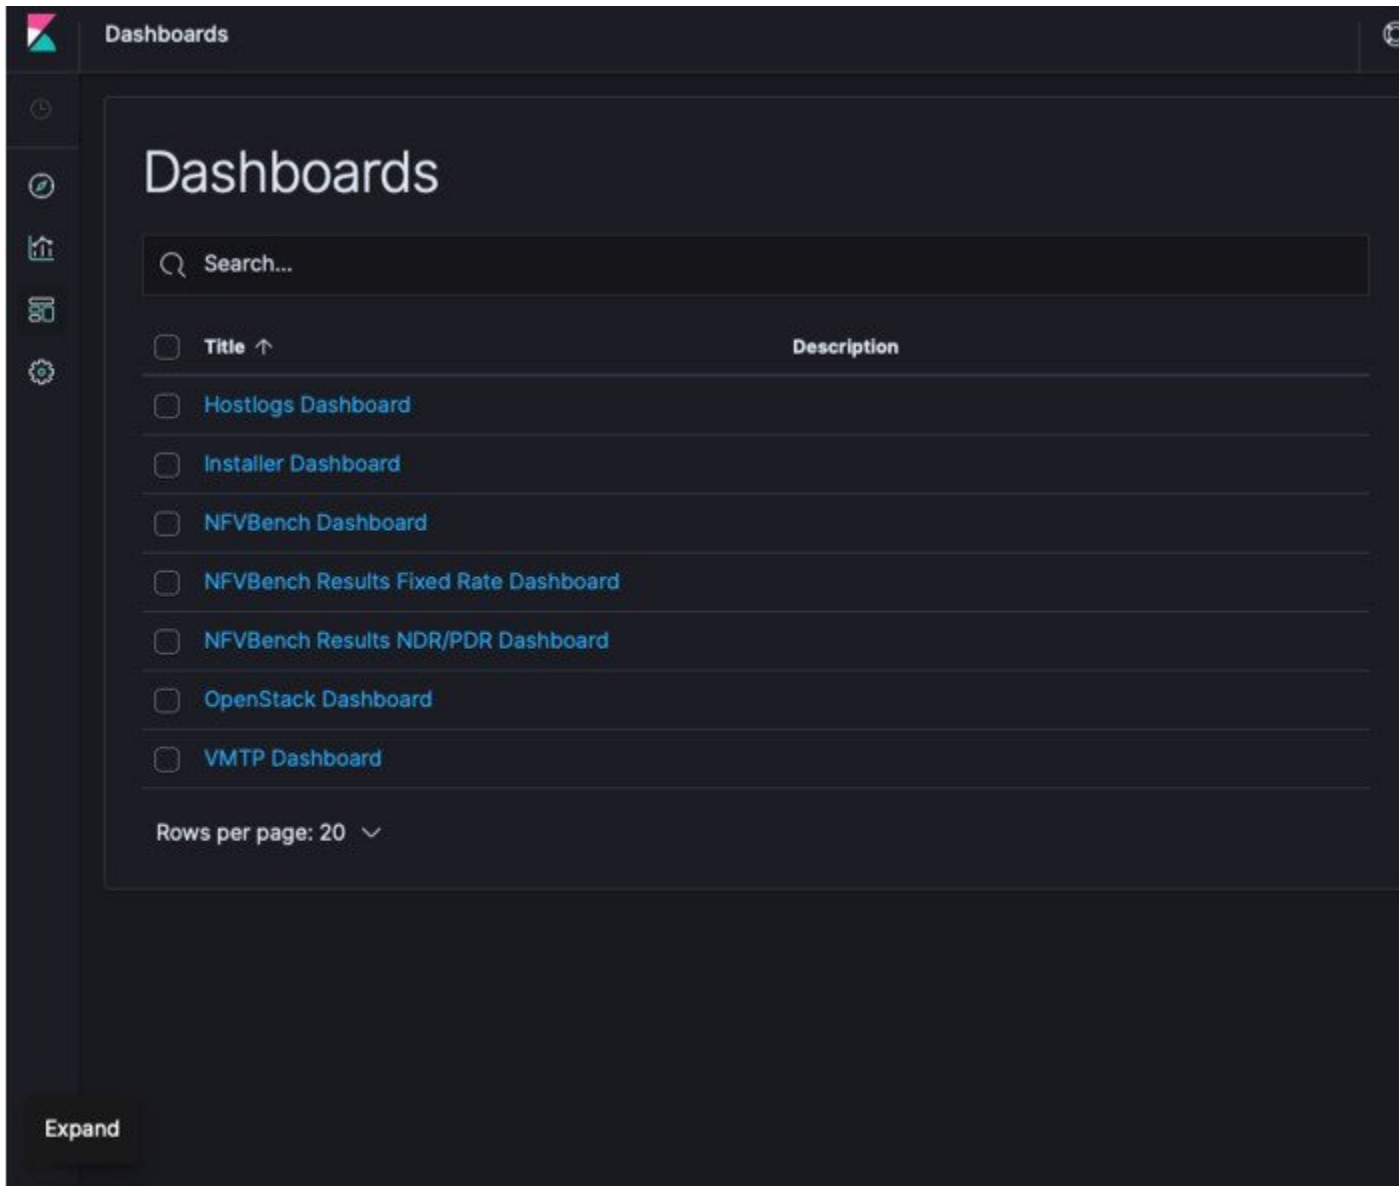 Dashboards
Dashboards
Search...
Title Description
Hostlogs Dashboard
Installer Dashboard
NFVBench Dashboard
NFVBench Results Fixed Rate Dashboard
NFVBench Results NDR/PDR Dashboard
OpenStack Dashboard
VMTP Dashboard
Rows per page: 20
Expand